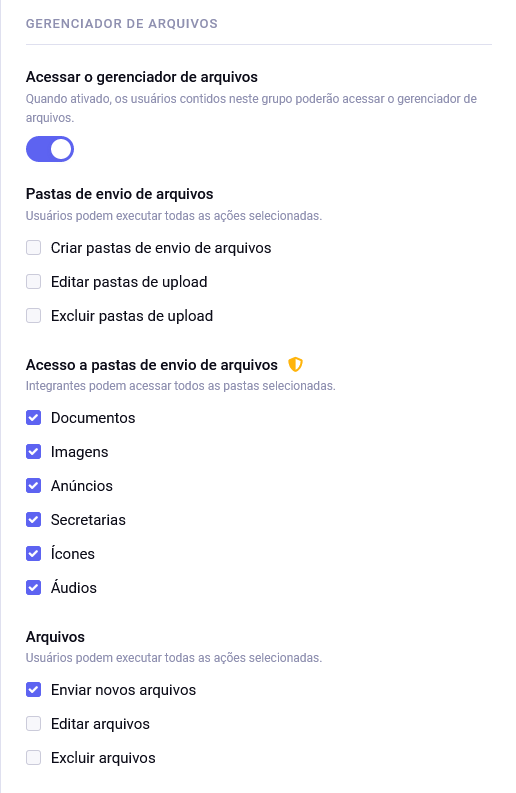 GERENCIADOR DE ARQUIVOS
Acessar o gerenciador de arquivos
Quando ativado, os usuários contidos neste grupo poderão acessar o gerenciador de
arquivos.
Pastas de envio de arquivos
Usuários podem executar todas as ações selecionadas.
Criar pastas de envio de arquivos
Editar pastas de upload
Excluir pastas de upload
Acesso a pastas de envio de arquivos
Integrantes podem acessar todos as pastas selecionadas.
Documentos
Imagens
Anúncios
Secretarias
Ícones
Áudios
Arquivos
Usuários podem executar todas as ações selecionadas.
Enviar novos arquivos
Editar arquivos
Excluir arquivos